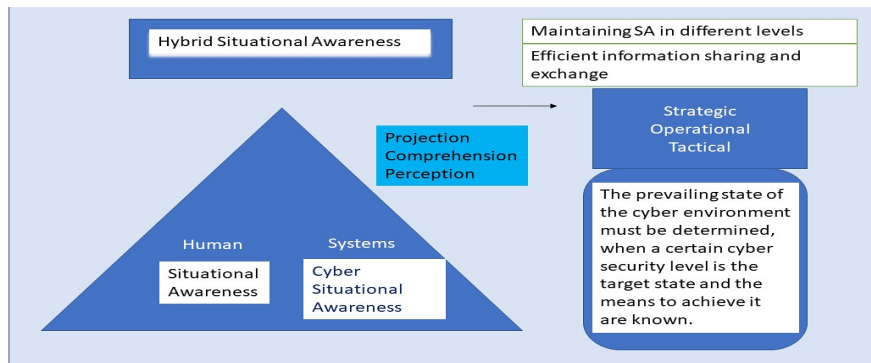 Hybrid Situational Awareness
Maintaining SA in different levels
Efficient information sharing and
exchange
Strategic
Operational
Tactical
Projection
Comprehension
Perception
Human
Situational
Awareness
Systems
Cyber
Situational
Awareness
The prevailing state of
the cyber environment
must be determined,
when a certain cyber
security level is the
target state and the
means to achieve it
are known.